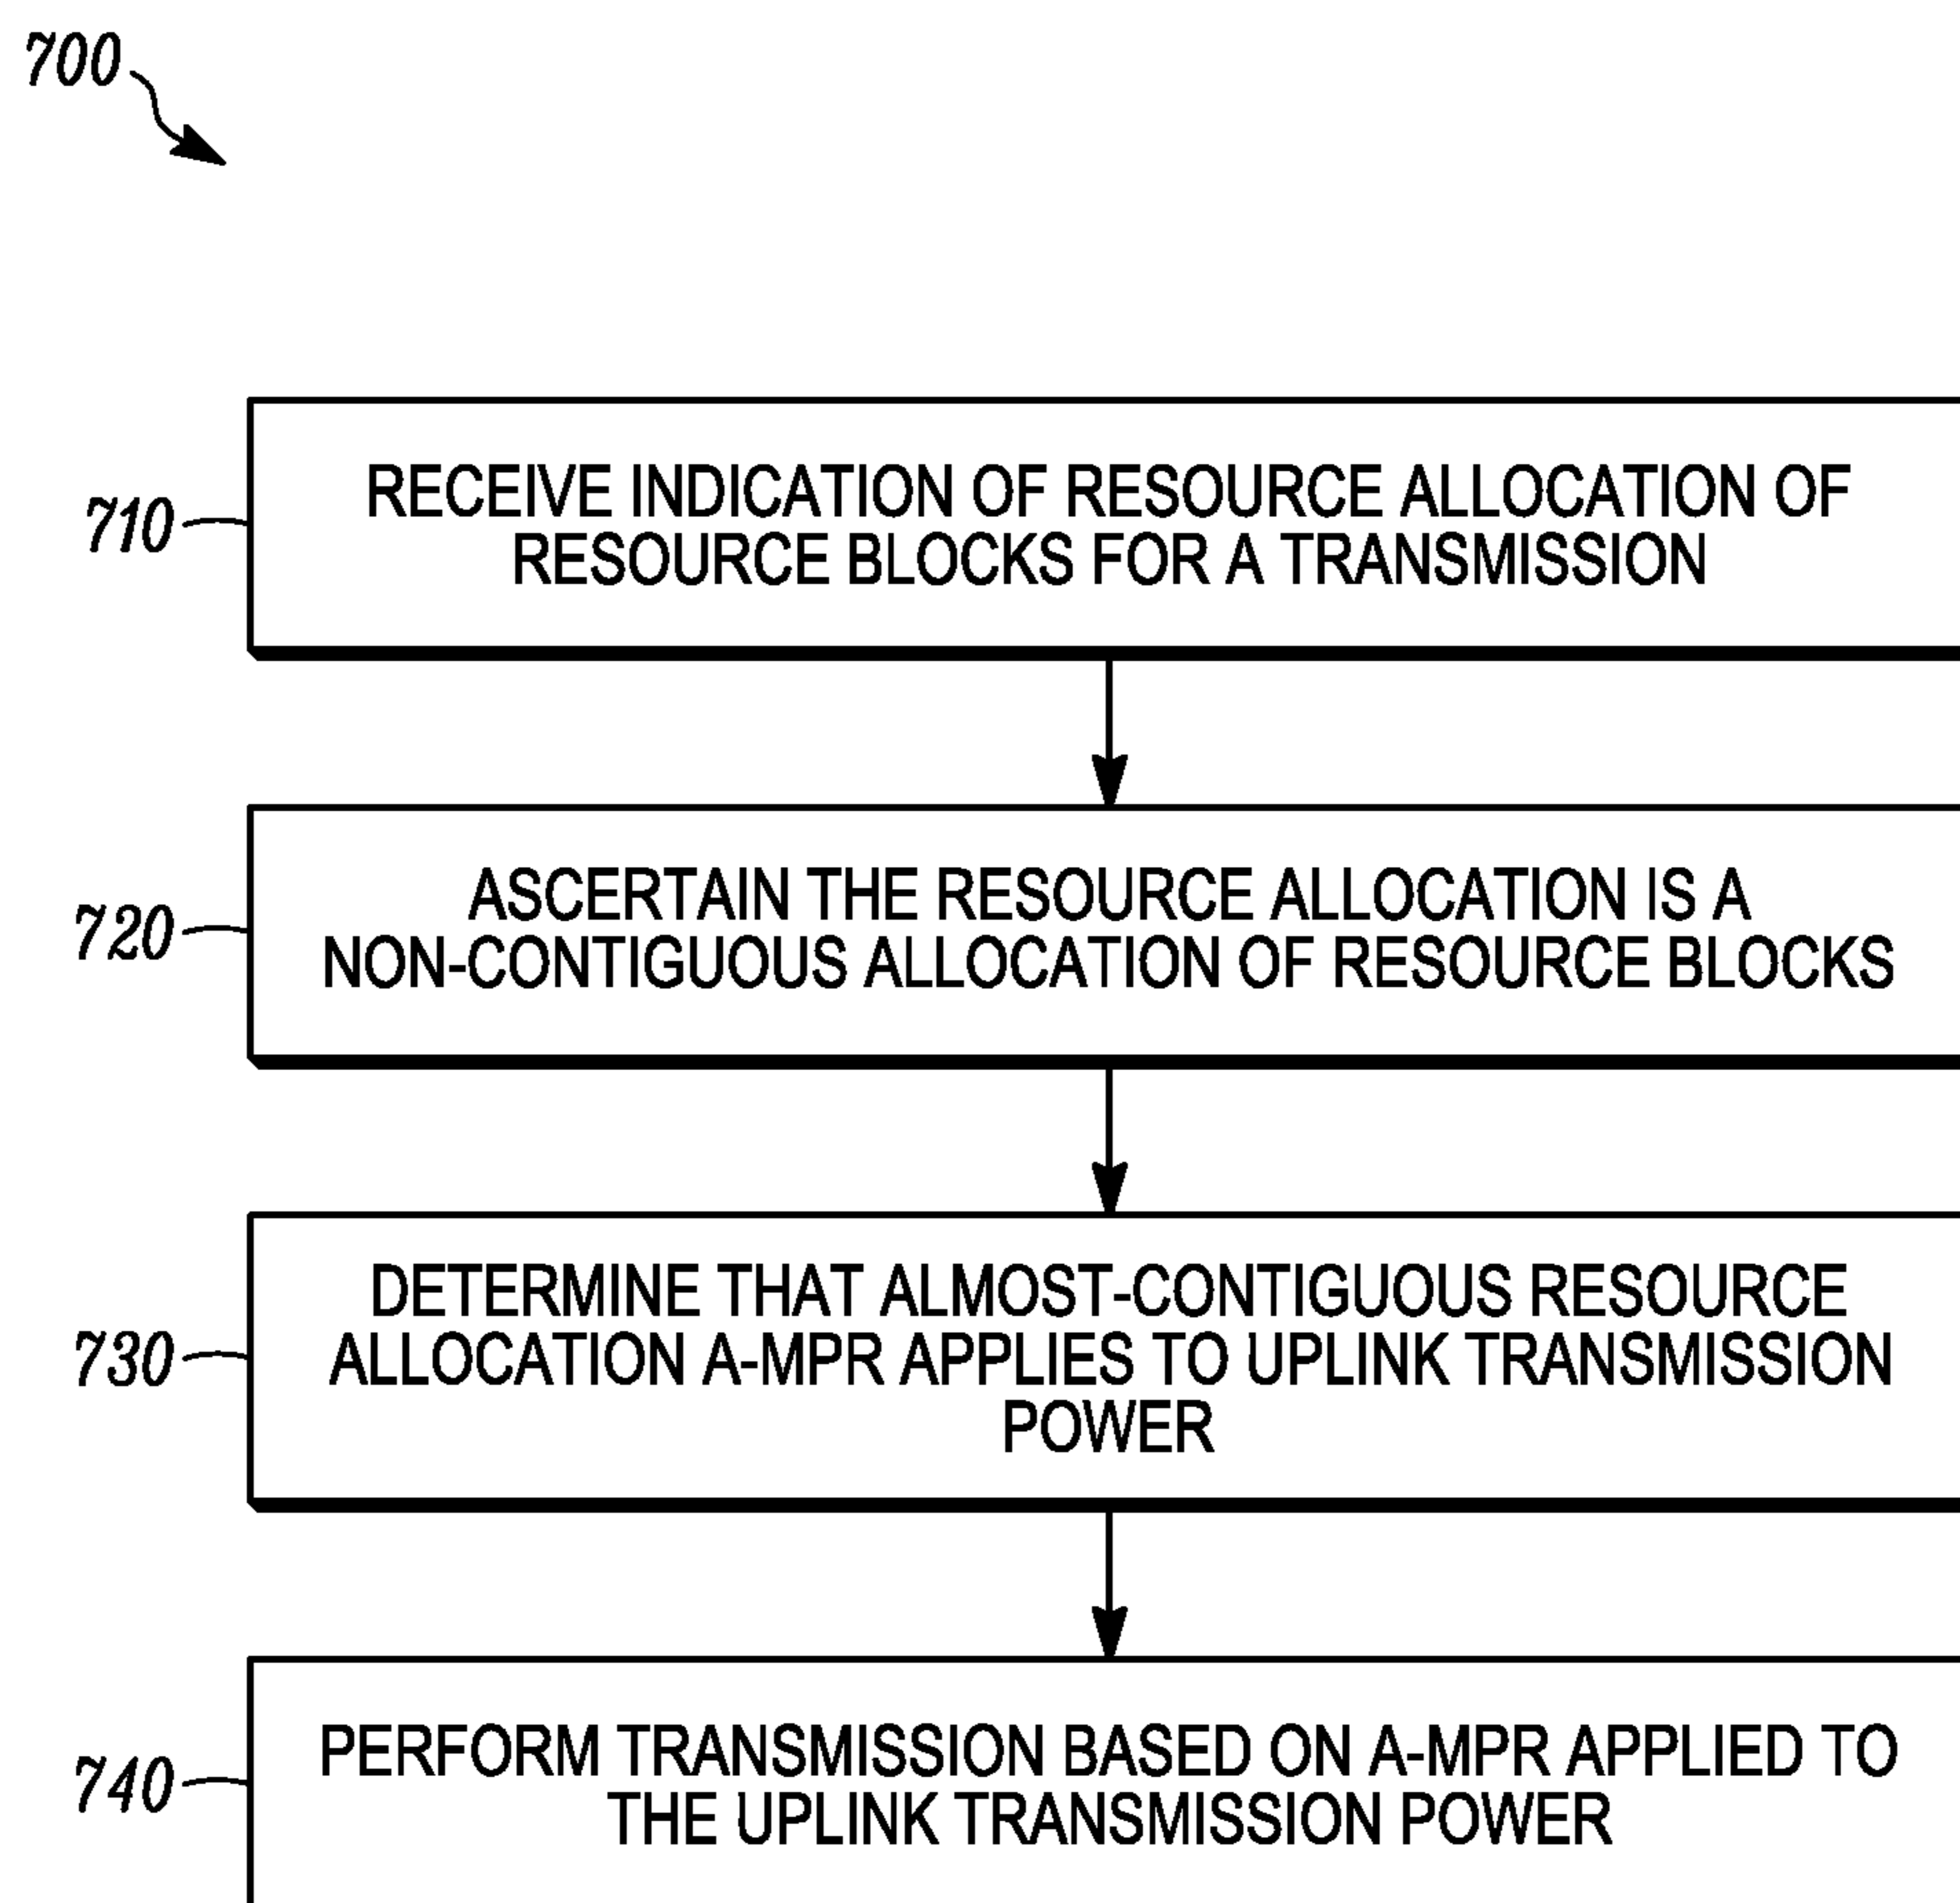 700
710
RECEIVE INDICATION OF RESOURCE ALLOCATION OF
RESOURCE BLOCKS FOR A TRANSMISSION
720
ASCERTAIN THE RESOURCE ALLOCATION IS A
NON-CONTIGUOUS ALLOCATION OF RESOURCE BLOCKS
730
DETERMINE THAT ALMOST-CONTIGUOUS RESOURCE
ALLOCATION A-MPR APPLIES TO UPLINK TRANSMISSION
POWER
740
PERFORM TRANSMISSION BASED ON A-MPR APPLIED TO
THE UPLINK TRANSMISSION POWER